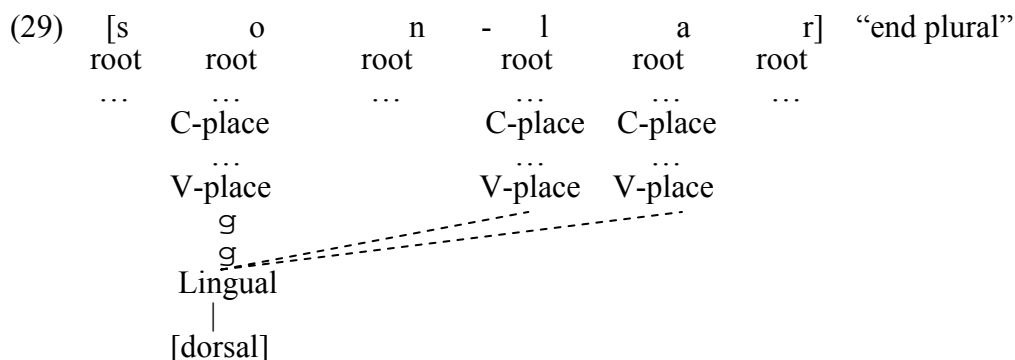 (29) [s o n - l a r] “end plural”
root root root root root root
… … … … … …
C-place C-place C-place
… … …
V-place V-place V-place
g
g
Lingual
[dorsal]